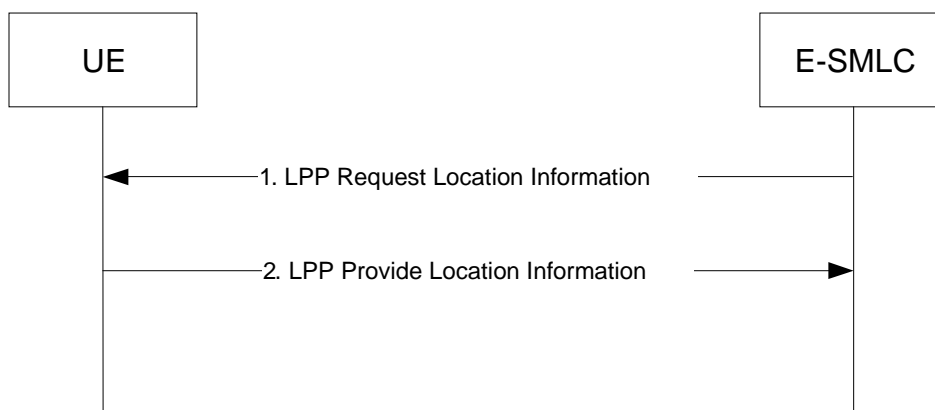 UE
E-SMLC
1. LPP Request Location Information
2. LPP Provide Location Information